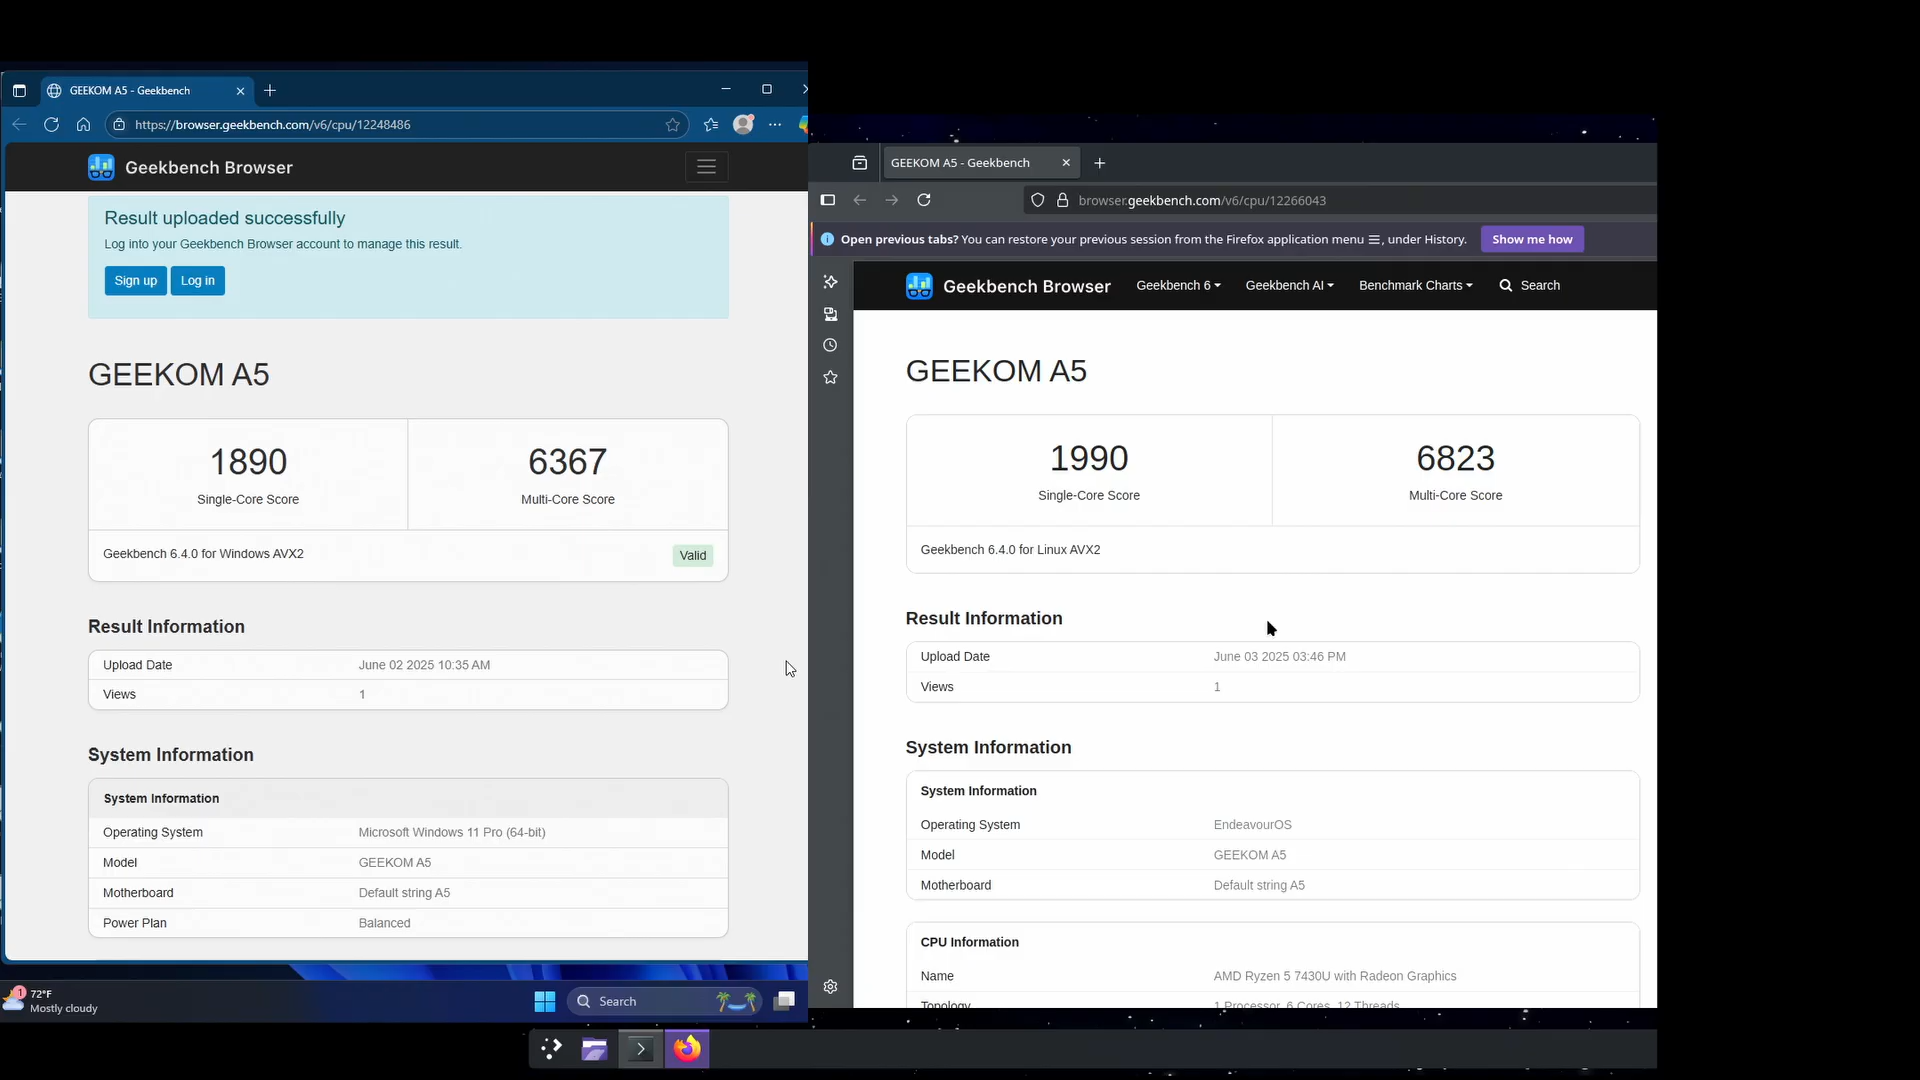 GEEKOM A5 - Geekbench
https://browser.geekbench.com/v6/cpu/12248486
Geekbench Browser
Result uploaded successfully
Log into your Geekbench Browser account to manage this result.
Sign up Log in
GEEKOM A5
1890 6367
Single-Core Score Multi-Core Score
Geekbench 6.4.0 for Windows AVX2 Valid
Result Information
Upload Date June 02 2025 10:35 AM
Views 1
System Information
System Information
Operating System Microsoft Windows 11 Pro (64-bit)
Model GEEKOM A5
Motherboard Default string A5
Power Plan Balanced
1
72°F
Mostly cloudy
Search
GEEKOM A5 - Geekbench
browser.geekbench.com/v6/cpu/12266043
Open previous tabs? You can restore your previous session from the Firefox application menu ☰, under History. Show me how
Geekbench Browser Geekbench 6 Geekbench AI Benchmark Charts Search
GEEKOM A5
1990 6823
Single-Core Score Multi-Core Score
Geekbench 6.4.0 for Linux AVX2
Result Information
Upload Date June 03 2025 03:46 PM
Views 1
System Information
System Information
Operating System EndeavourOS
Model GEEKOM A5
Motherboard Default string A5
CPU Information
Name AMD Ryzen 5 7430U with Radeon Graphics
Topology 1 Processor, 6 Cores, 12 Threads